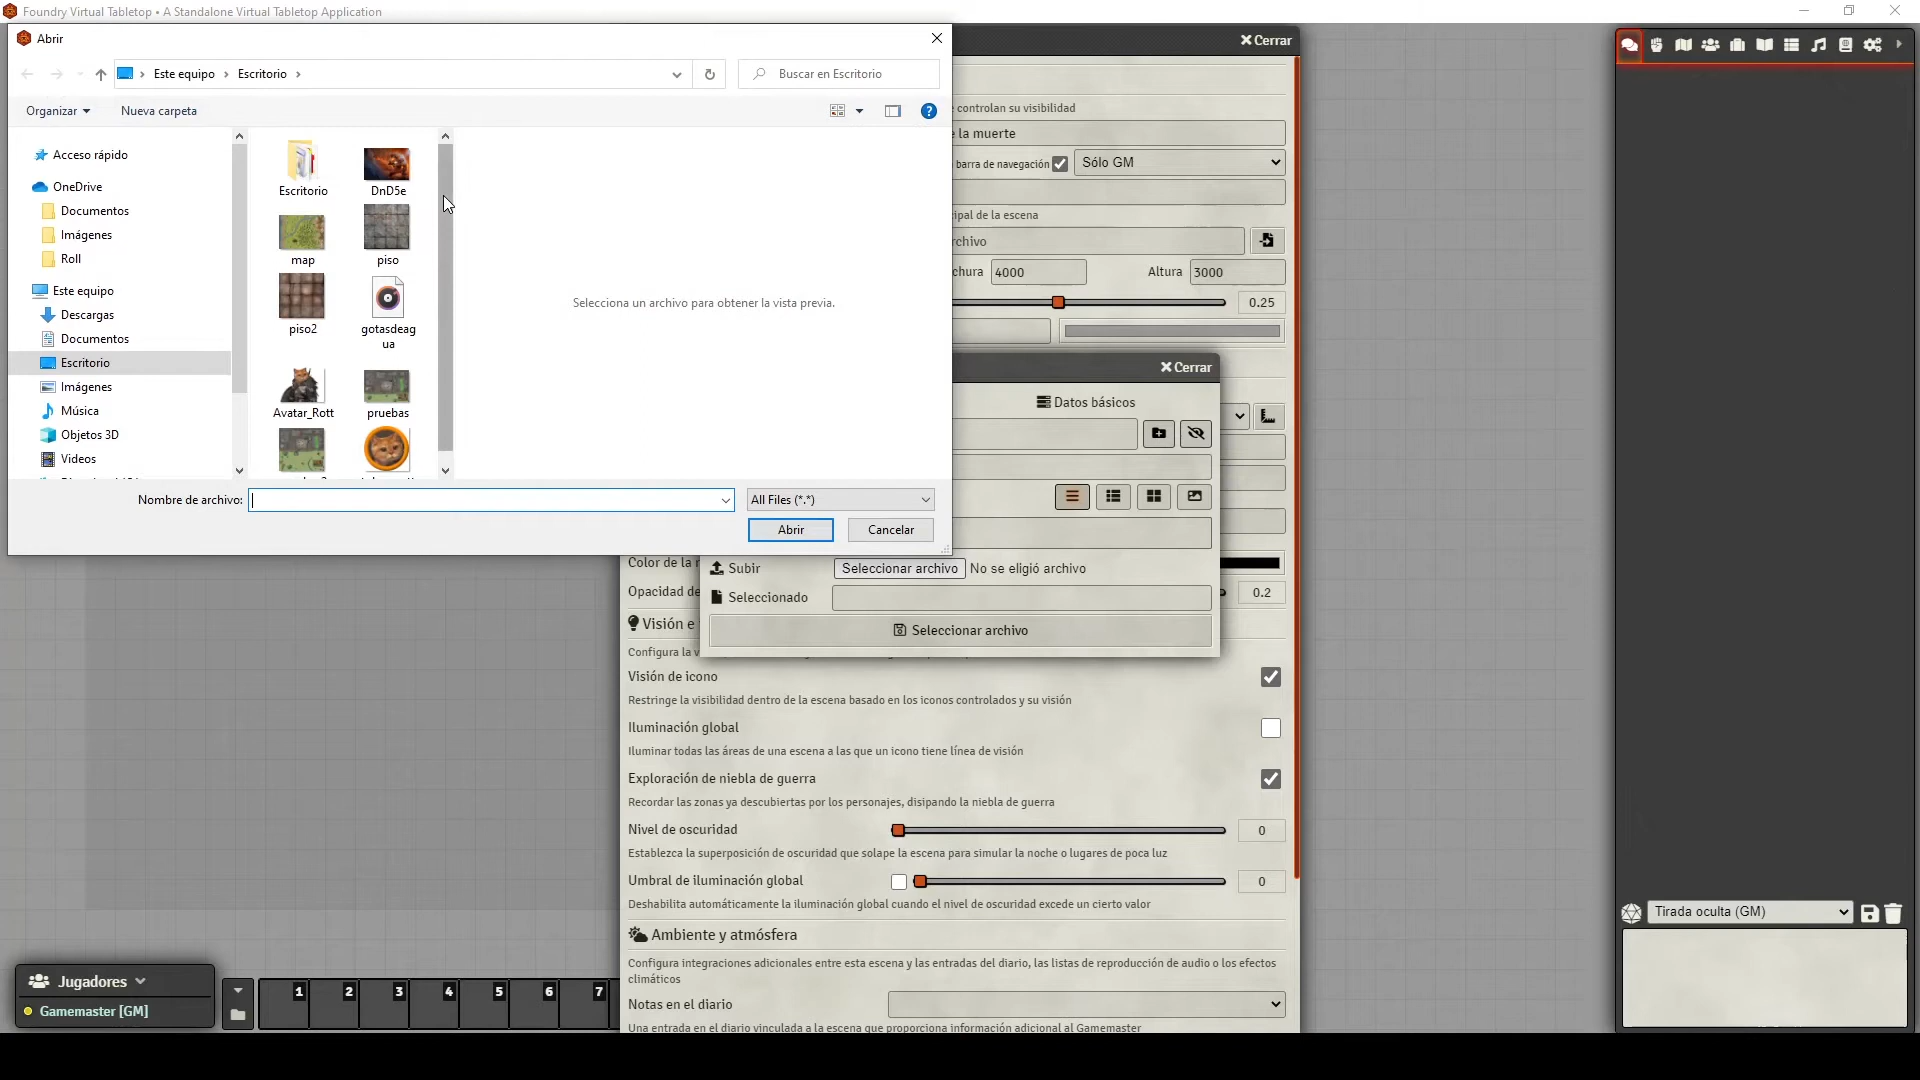 Foundry Virtual Tabletop • A Standalone Virtual Tabletop Application
Abrir
Este equipo
Escritorio
Buscar en Escritorio
Organizar
Nueva carpeta
Acceso rápido
OneDrive
Documentos
Imágenes
Roll
Este equipo
Descargas
Documentos
Escritorio
Imágenes
Música
Objetos 3D
Videos
Escritorio
DnD5e
map
piso
piso2
gotasdeag
ua
Avatar_Rott
pruebas
Selecciona un archivo para obtener la vista previa.
Nombre de archivo:
All Files (*.*)
Abrir
Cancelar
Cerrar
controlan su visibilidad
la muerte
barra de navegación
Sólo GM
ipal de la escena
rchivo
chura
4000
Altura
3000
0.25
Cerrar
Datos básicos
Subir
Seleccionar archivo
No se eligió archivo
Seleccionado
Seleccionar archivo
Color de la
Opacidad de
0.2
Visión e
Configura la
Visión de icono
Restringe la visibilidad dentro de la escena basado en los iconos controlados y su visión
Iluminación global
Iluminar todas las áreas de una escena a las que un icono tiene línea de visión
Exploración de niebla de guerra
Recordar las zonas ya descubiertas por los personajes, disipando la niebla de guerra
Nivel de oscuridad
0
Establezca la superposición de oscuridad que solape la escena para simular la noche o lugares de poca luz
Umbral de iluminación global
0
Deshabilita automáticamente la iluminación global cuando el nivel de oscuridad excede un cierto valor
Ambiente y atmósfera
Configura integraciones adicionales entre esta escena y las entradas del diario, las listas de reproducción de audio o los efectos
climáticos
Notas en el diario
Una entrada en el diario vinculada a la escena que proporciona información adicional al Gamemaster
Jugadores
Gamemaster [GM]
1
2
3
4
5
6
7
Tirada oculta (GM)